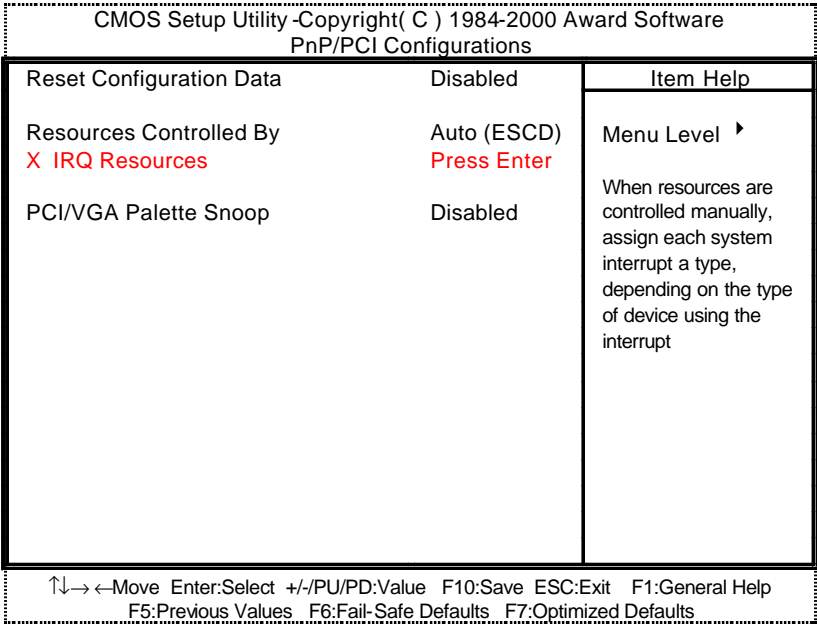 CMOS Setup Utility -Copyright( C ) 1984-2000 Award Software
PnP/PCI Configurations
Reset Configuration Data Disabled
Resources Controlled By Auto (ESCD)
X IRQ Resources Press Enter
PCI/VGA Palette Snoop Disabled
Item Help
Menu Level
When resources are
controlled manually,
assign each system
interrupt a type,
depending on the type
of device using the
interrupt
↑↓→←Move Enter:Select +/-/PU/PD:Value F10:Save ESC:Exit F1:General Help
F5:Previous Values F6:Fail-Safe Defaults F7:Optimized Defaults